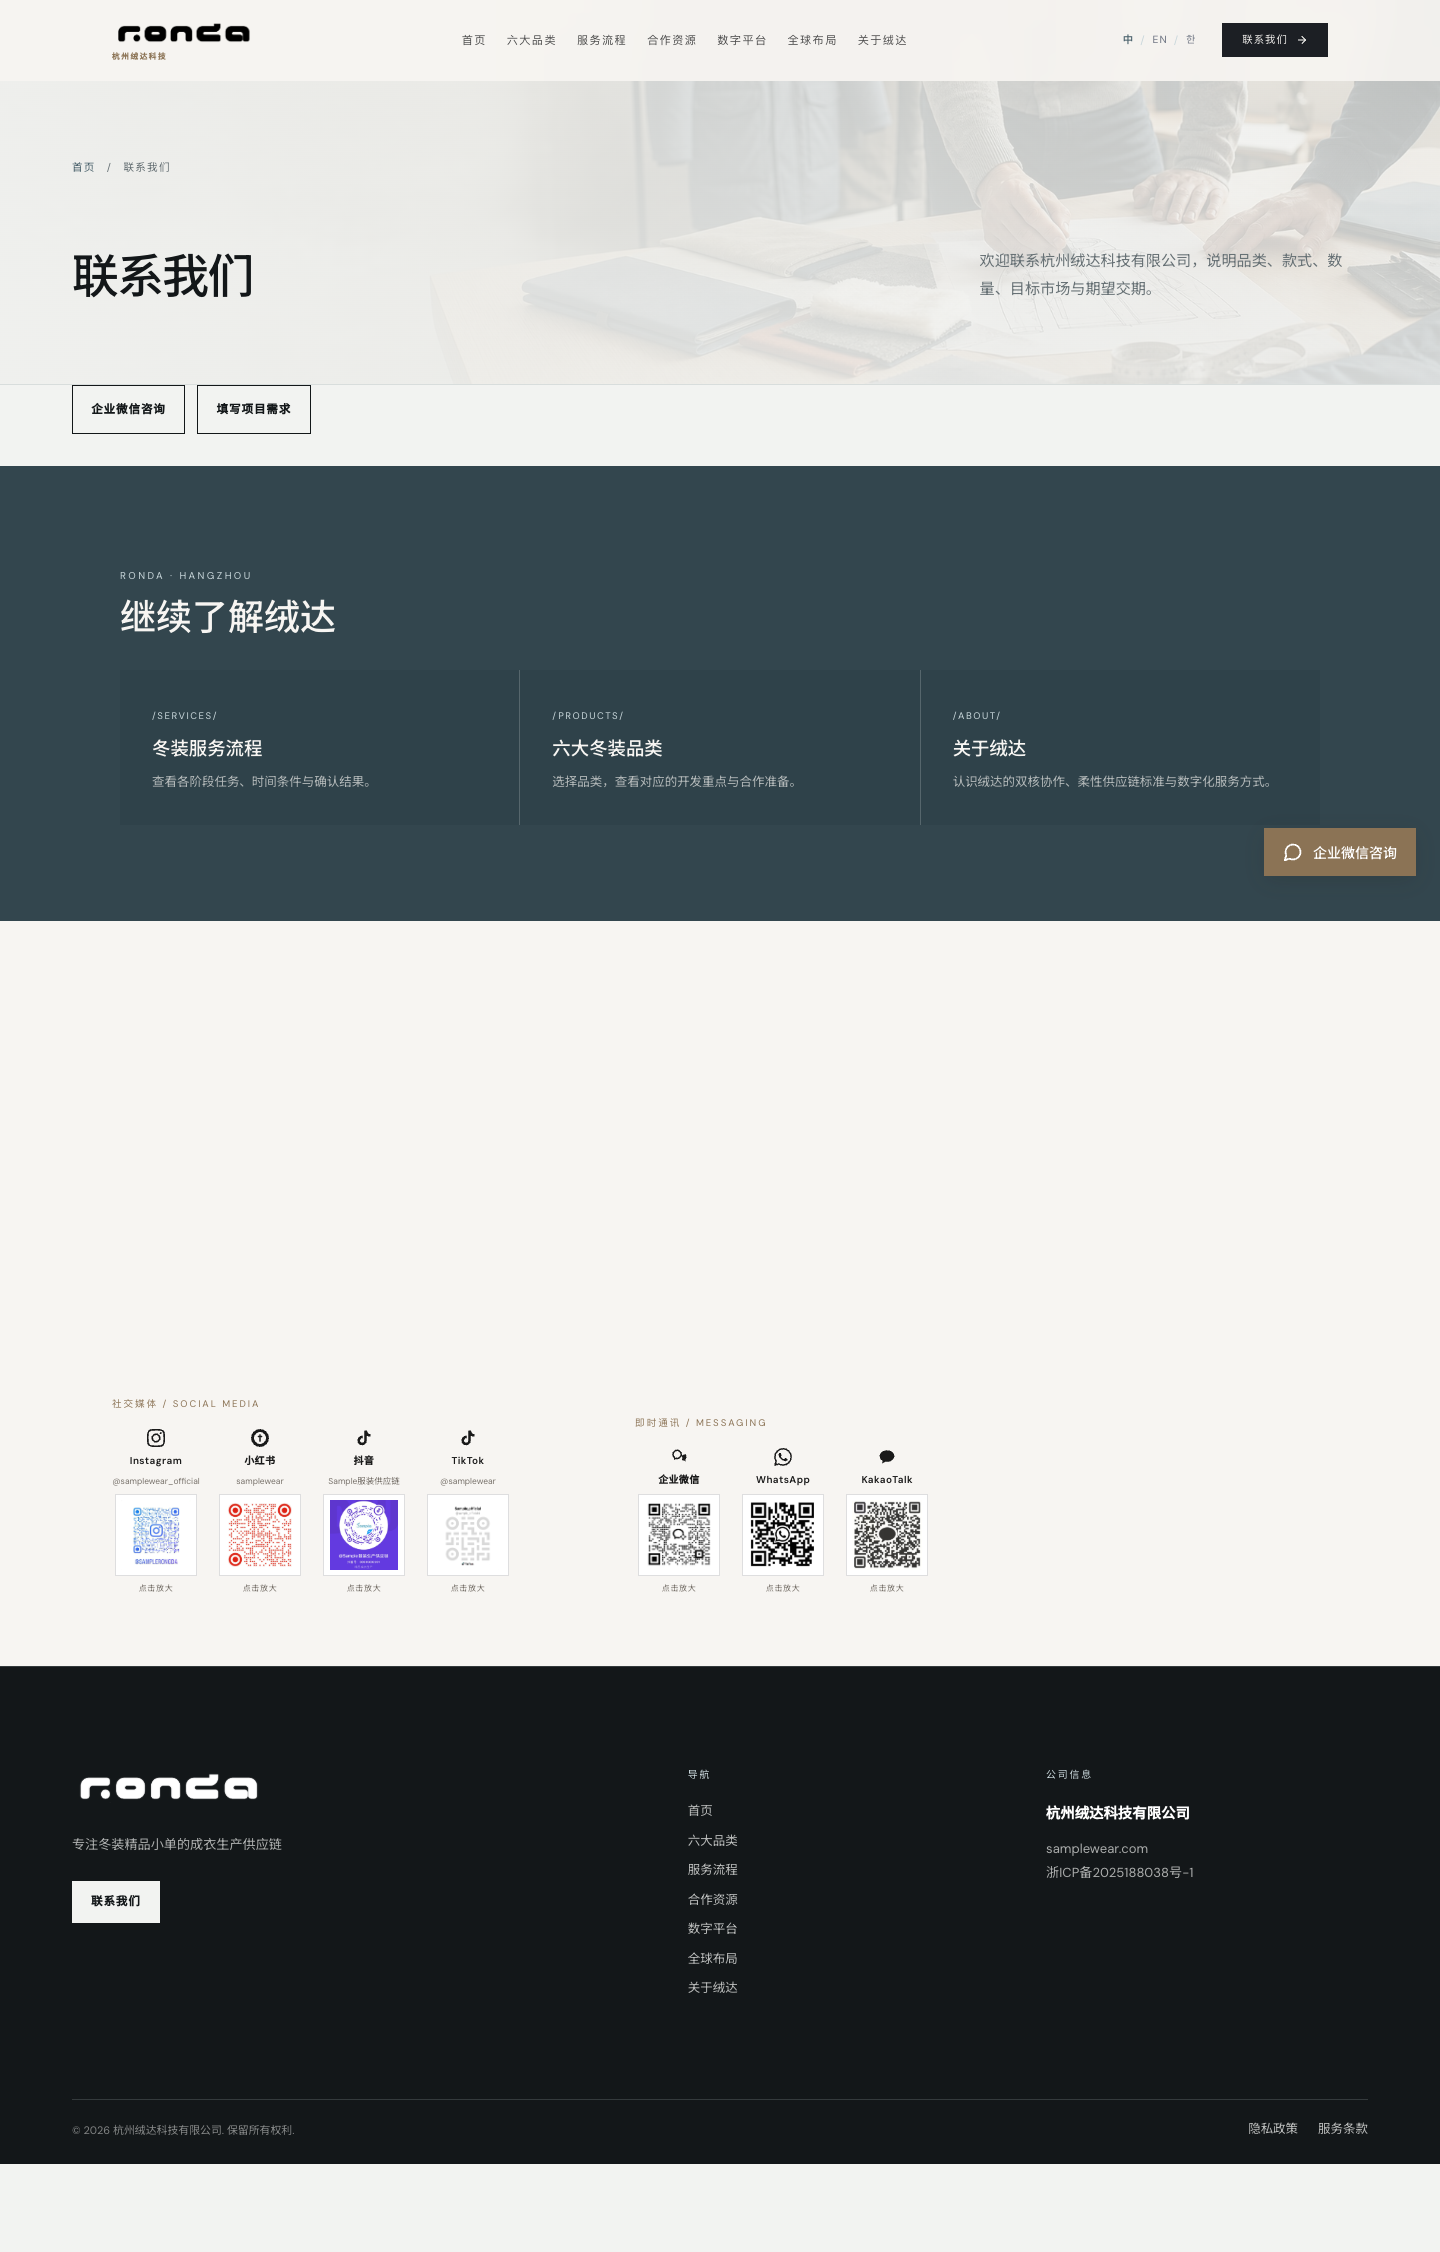 ronda
杭州绒达科技
首页 六大品类 服务流程 合作资源 数字平台 全球布局 关于绒达
中 / EN / 한
联系我们
首页 / 联系我们
联系我们
欢迎联系杭州绒达科技有限公司，说明品类、款式、数
量、目标市场与期望交期。
企业微信咨询 填写项目需求
RONDA · HANGZHOU
继续了解绒达
/SERVICES/
冬装服务流程
查看各阶段任务、时间条件与确认结果。
/PRODUCTS/
六大冬装品类
选择品类，查看对应的开发重点与合作准备。
/ABOUT/
关于绒达
认识绒达的双核协作、柔性供应链标准与数字化服务方式。
企业微信咨询
社交媒体 / SOCIAL MEDIA
Instagram
@samplewear_official
点击放大
小红书
samplewear
点击放大
抖音
Sample服装供应链
点击放大
TikTok
@samplewear
点击放大
即时通讯 / MESSAGING
企业微信
点击放大
WhatsApp
点击放大
KakaoTalk
点击放大
ronda
专注冬装精品小单的成衣生产供应链
联系我们
导航
首页
六大品类
服务流程
合作资源
数字平台
全球布局
关于绒达
公司信息
杭州绒达科技有限公司
samplewear.com
浙ICP备2025188038号-1
© 2026 杭州绒达科技有限公司. 保留所有权利.
隐私政策 服务条款